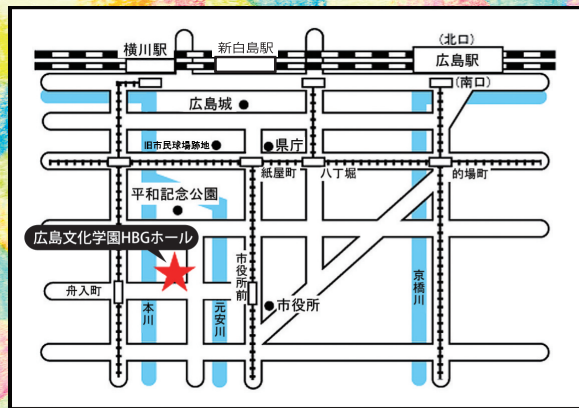 横川駅
新白島駅
(北口)
広島駅
(南口)
広島城
旧市民球場跡地
県庁
紙屋町
八丁堀
的場町
平和記念公園
広島文化学園HBGホール
舟入町
本川
元安川
市役所前
市役所
京橋川